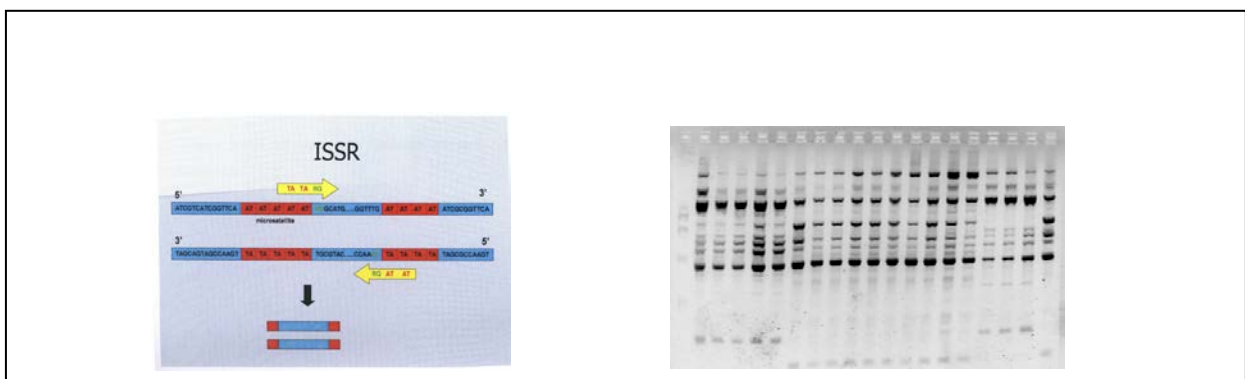 ISSR
TA TA RG
5' 3'
ATCGTCATCGGTTCA AT AT AT AT AT GCATG....GGTTTG AT AT AT AT ATCGCGGTTCA
microsatellite
3' 5'
TAGCAGTAGCCAAGT TA TA TA TA TA TGCGTAC....CCAA TA TA TA TA TAGCGCCAAGT
RG AT AT